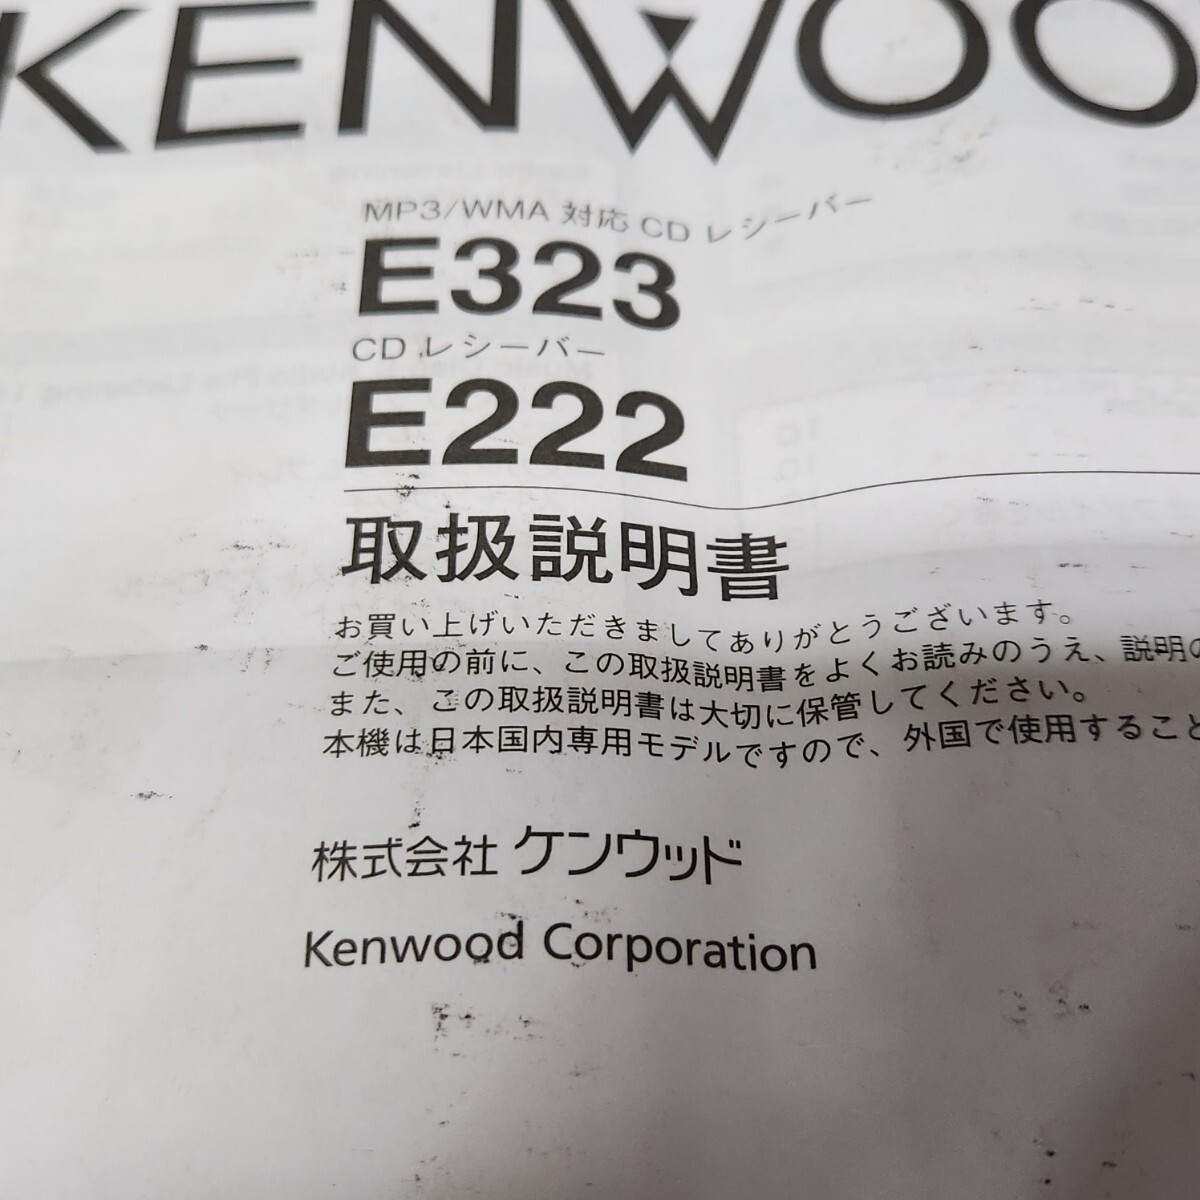 KENWOO
MP3/WMA 対応 CD レシーバー
E323
CD レシーバー
E222
取扱説明書
お買い上げいただきましてありがとうございます。
ご使用の前に、この取扱説明書をよくお読みのうえ、説明の
また、この取扱説明書は大切に保管してください。
本機は日本国内専用モデルですので、外国で使用すること
株式会社 ケンウッド
Kenwood Corporation